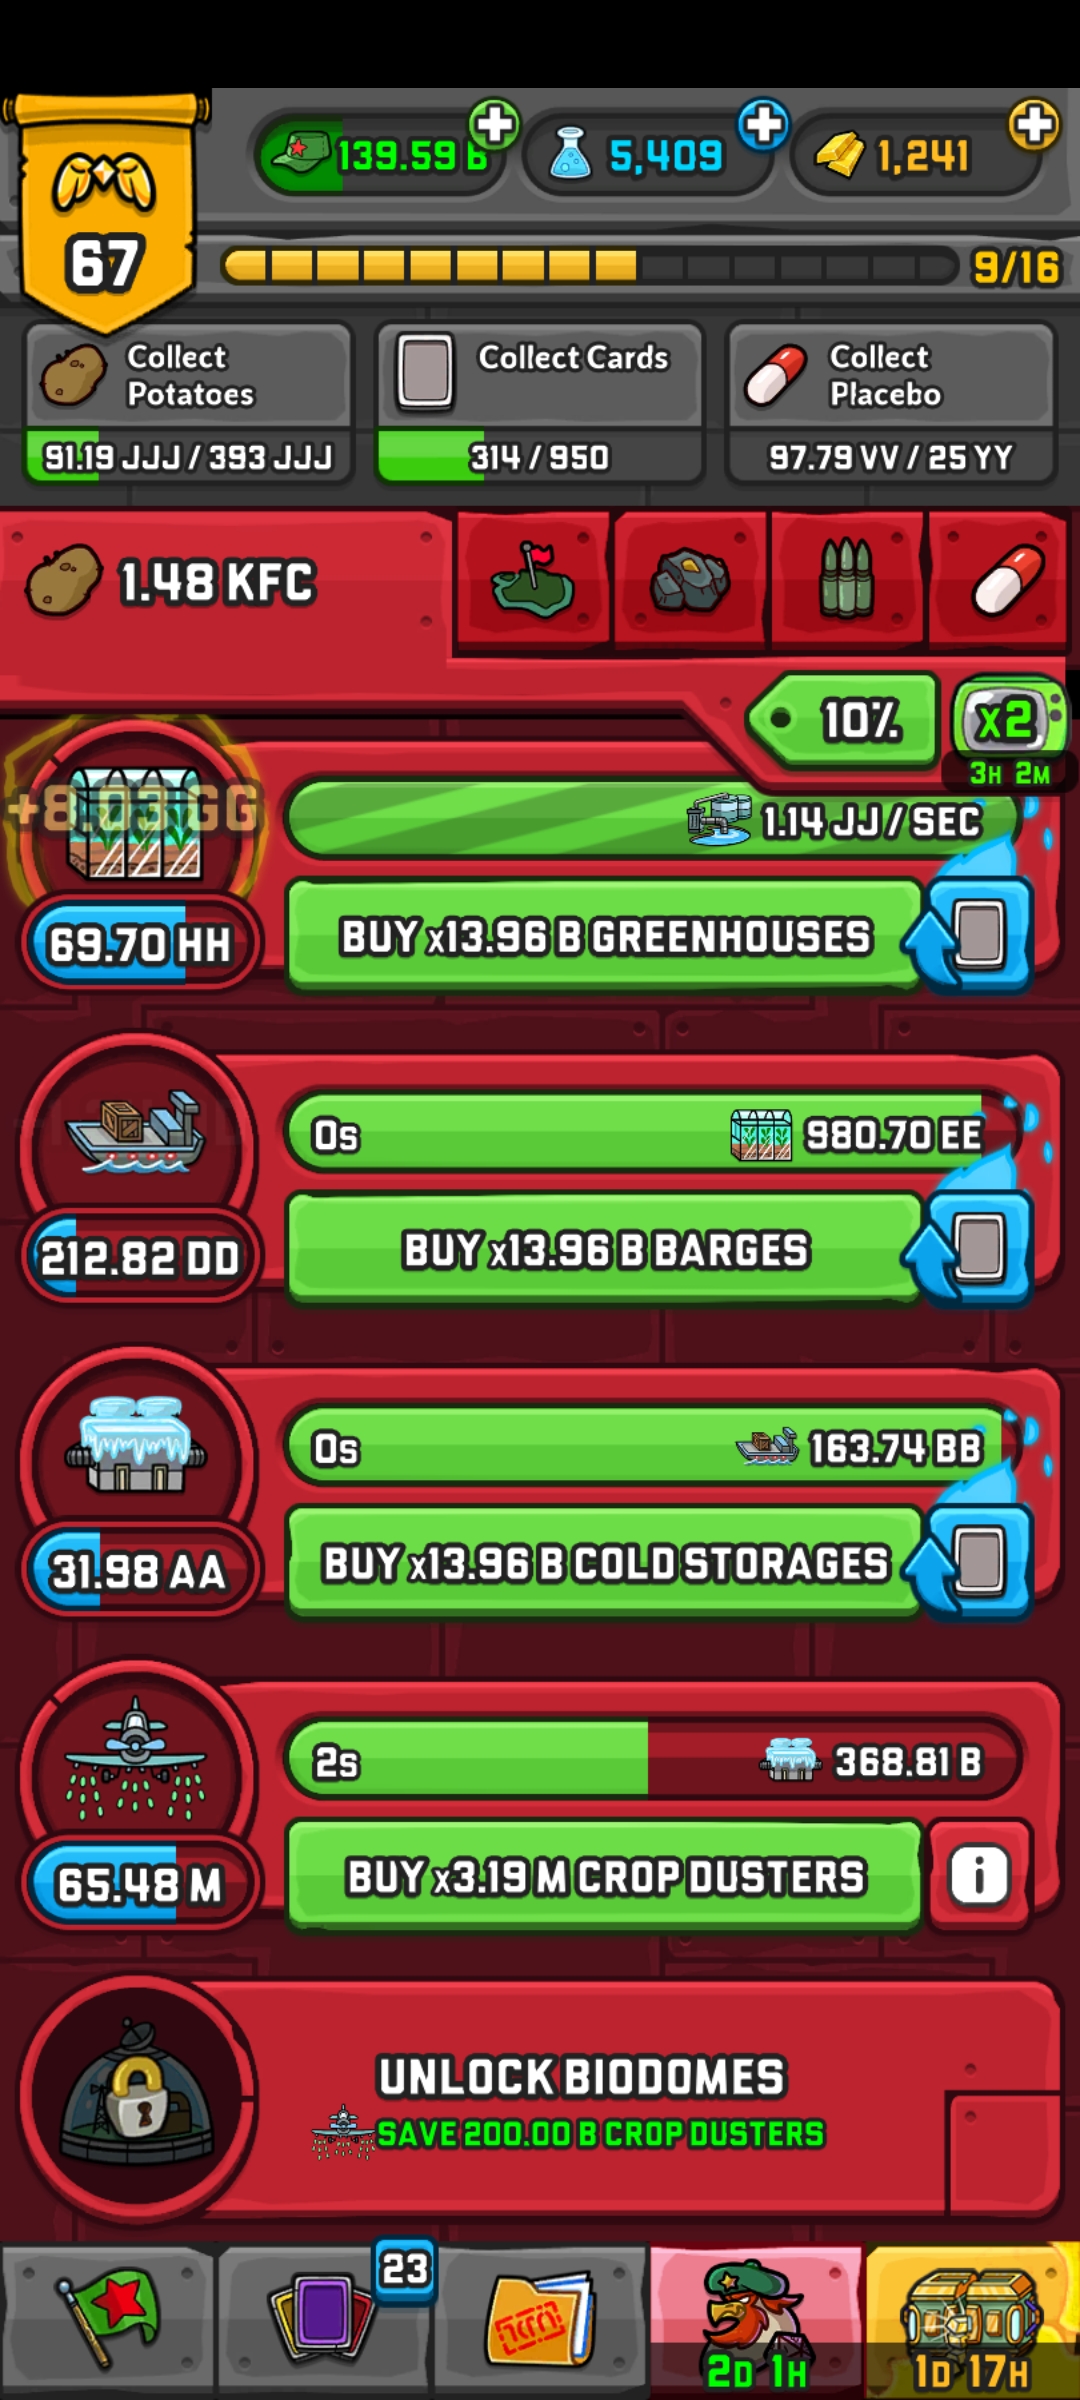 139.59 B
5,409
1,241
67
9/16
Collect
Potatoes
91.19 JJJ / 393 JJJ
Collect Cards
314 / 950
Collect
Placebo
97.79 VV / 25 YY
1.48 KFC
10%
x2
3H 2M
+8.03 GG
1.14 JJ / SEC
69.70 HH
BUY x13.96 B GREENHOUSES
0s
980.70 EE
212.82 DD
BUY x13.96 B BARGES
0s
163.74 BB
31.98 AA
BUY x13.96 B COLD STORAGES
2s
368.81 B
65.48 M
BUY x3.19 M CROP DUSTERS
i
UNLOCK BIODOMES
SAVE 200.00 B CROP DUSTERS
23
2D 1H
1D 17H